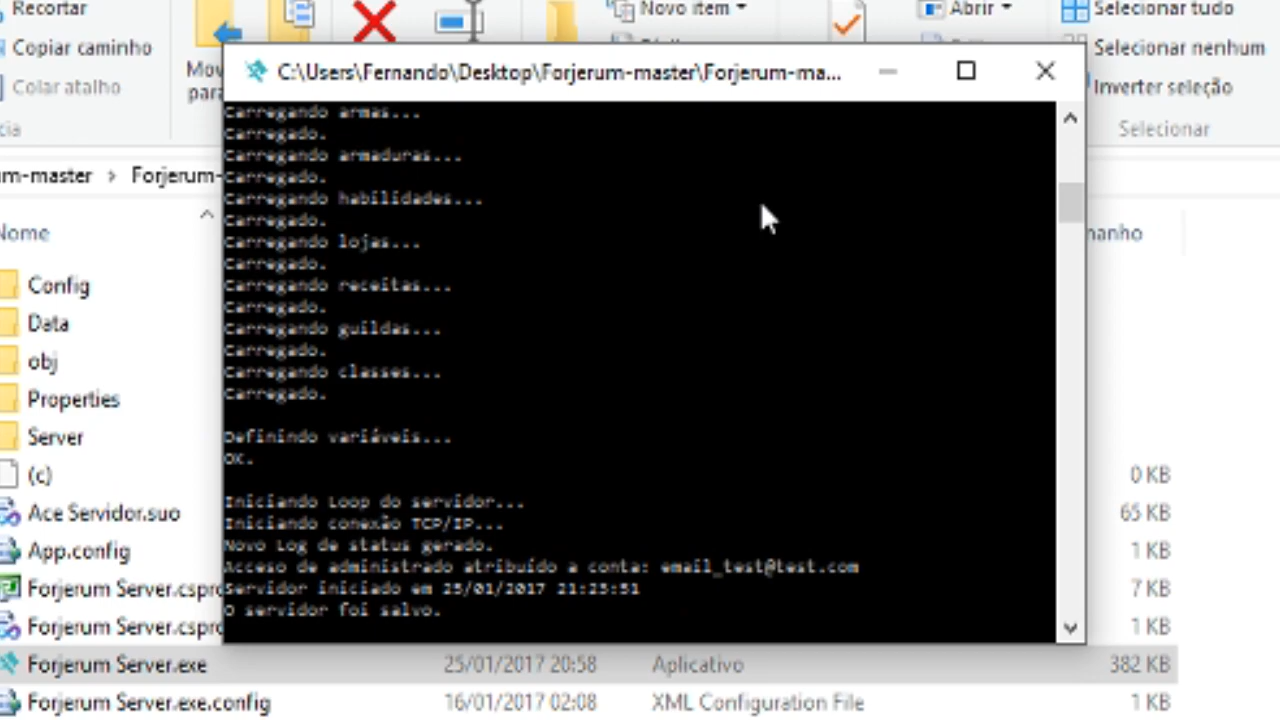 Recortar
Copiar caminho
Colar atalho
Mov
para
Novo item
Abrir
Selecionar tudo
Selecionar nenhum
Inverter seleção
Selecionar
C:\Users\Fernando\Desktop\Forjerum-master\Forjerum-ma...
um-master > Forjerum-
Nome
Config
Data
obj
Properties
Server
(c) 0 KB
Ace Servidor.suo 65 KB
App.config 1 KB
Forjerum Server.cspro 7 KB
Forjerum Server.cspro 1 KB
Forjerum Server.exe 25/01/2017 20:58 Aplicativo 382 KB
Forjerum Server.exe.config 16/01/2017 02:08 XML Configuration File 1 KB
Carregando armas...
Carregado.
Carregando armaduras...
Carregado.
Carregando habilidades...
Carregado.
Carregando lojas...
Carregado.
Carregando receitas...
Carregado.
Carregando guildas...
Carregado.
Carregando classes...
Carregado.
Definindo variáveis...
OK.
Iniciando Loop do servidor...
Iniciando conexão TCP/IP...
Novo Log de status gerado.
Acceso de administrado atribuído a conta: email_test@test.com
Servidor iniciado em 25/01/2017 21:23:51
O servidor foi salvo.